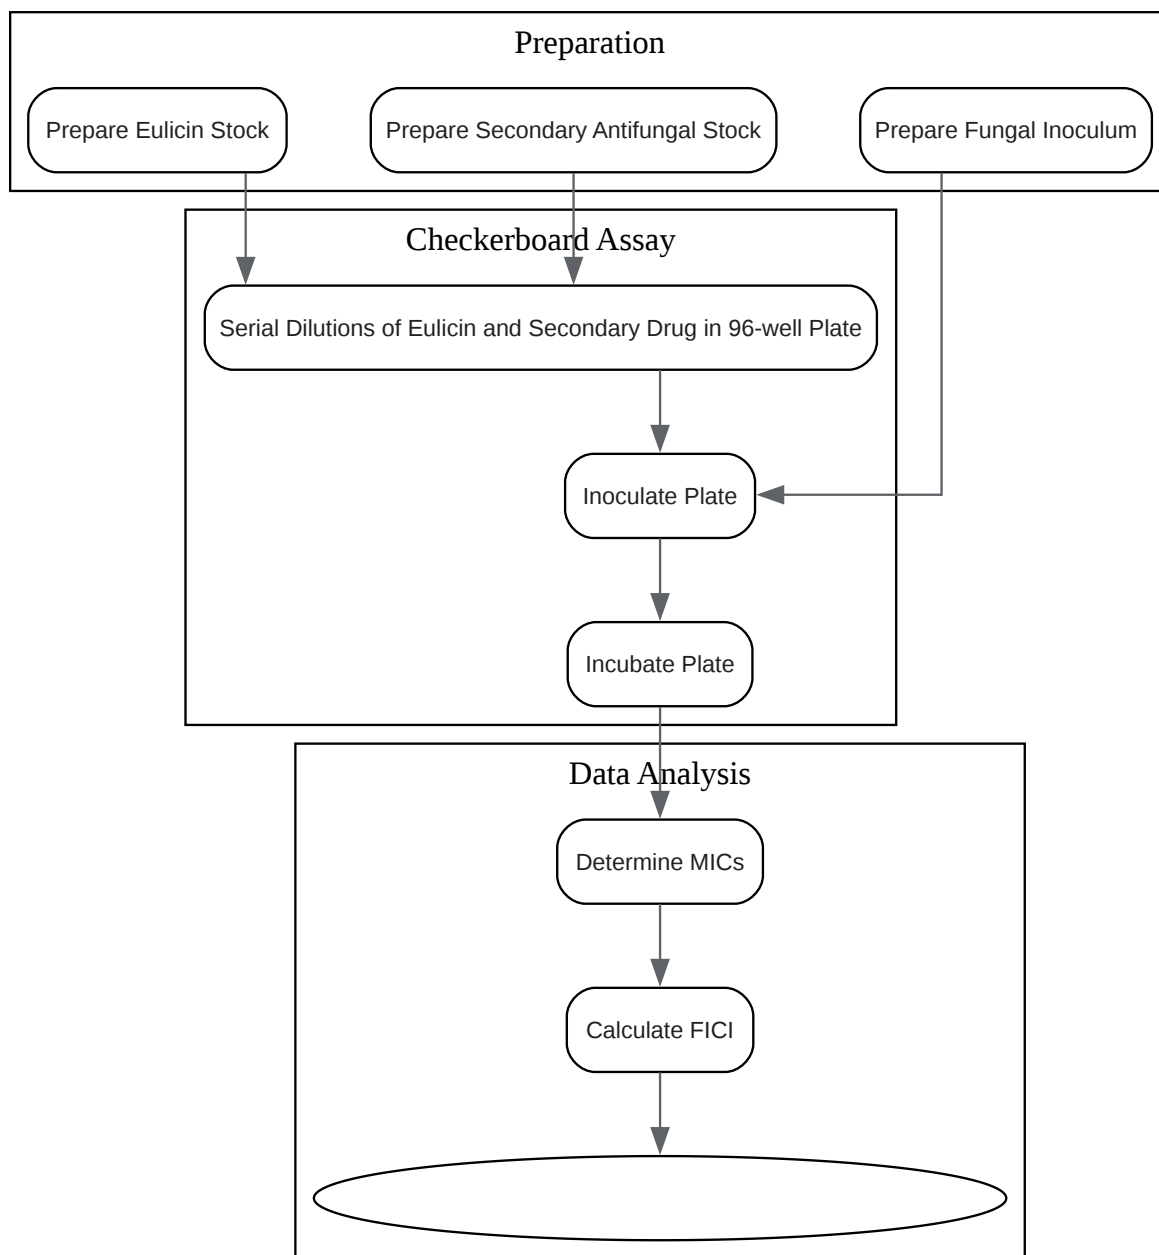 Preparation
Prepare Eulicin Stock
Prepare Secondary Antifungal Stock
Prepare Fungal Inoculum
Checkerboard Assay
Serial Dilutions of Eulicin and Secondary Drug in 96-well Plate
Inoculate Plate
Incubate Plate
Data Analysis
Determine MICs
Calculate FICI